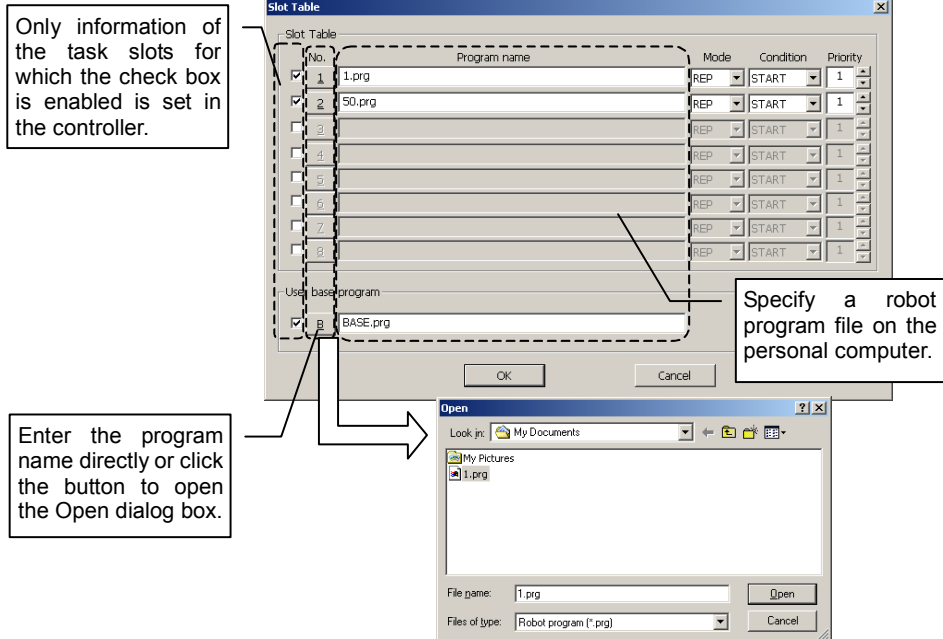 Only information of
the task slots for
which the check box
is enabled is set in
the controller.
Slot Table
Slot Table
No. Program name Mode Condition Priority
1 1.prg REP START 1
2 50.prg REP START 1
3 REP START 1
4 REP START 1
5 REP START 1
6 REP START 1
7 REP START 1
8 REP START 1
User base program
B BASE.prg
Specify a robot
program file on the
personal computer.
OK Cancel
Enter the program
name directly or click
the button to open
the Open dialog box.
Open
Look in: My Documents
My Pictures
1.prg
File name: 1.prg Open
Files of type: Robot program (*.prg) Cancel